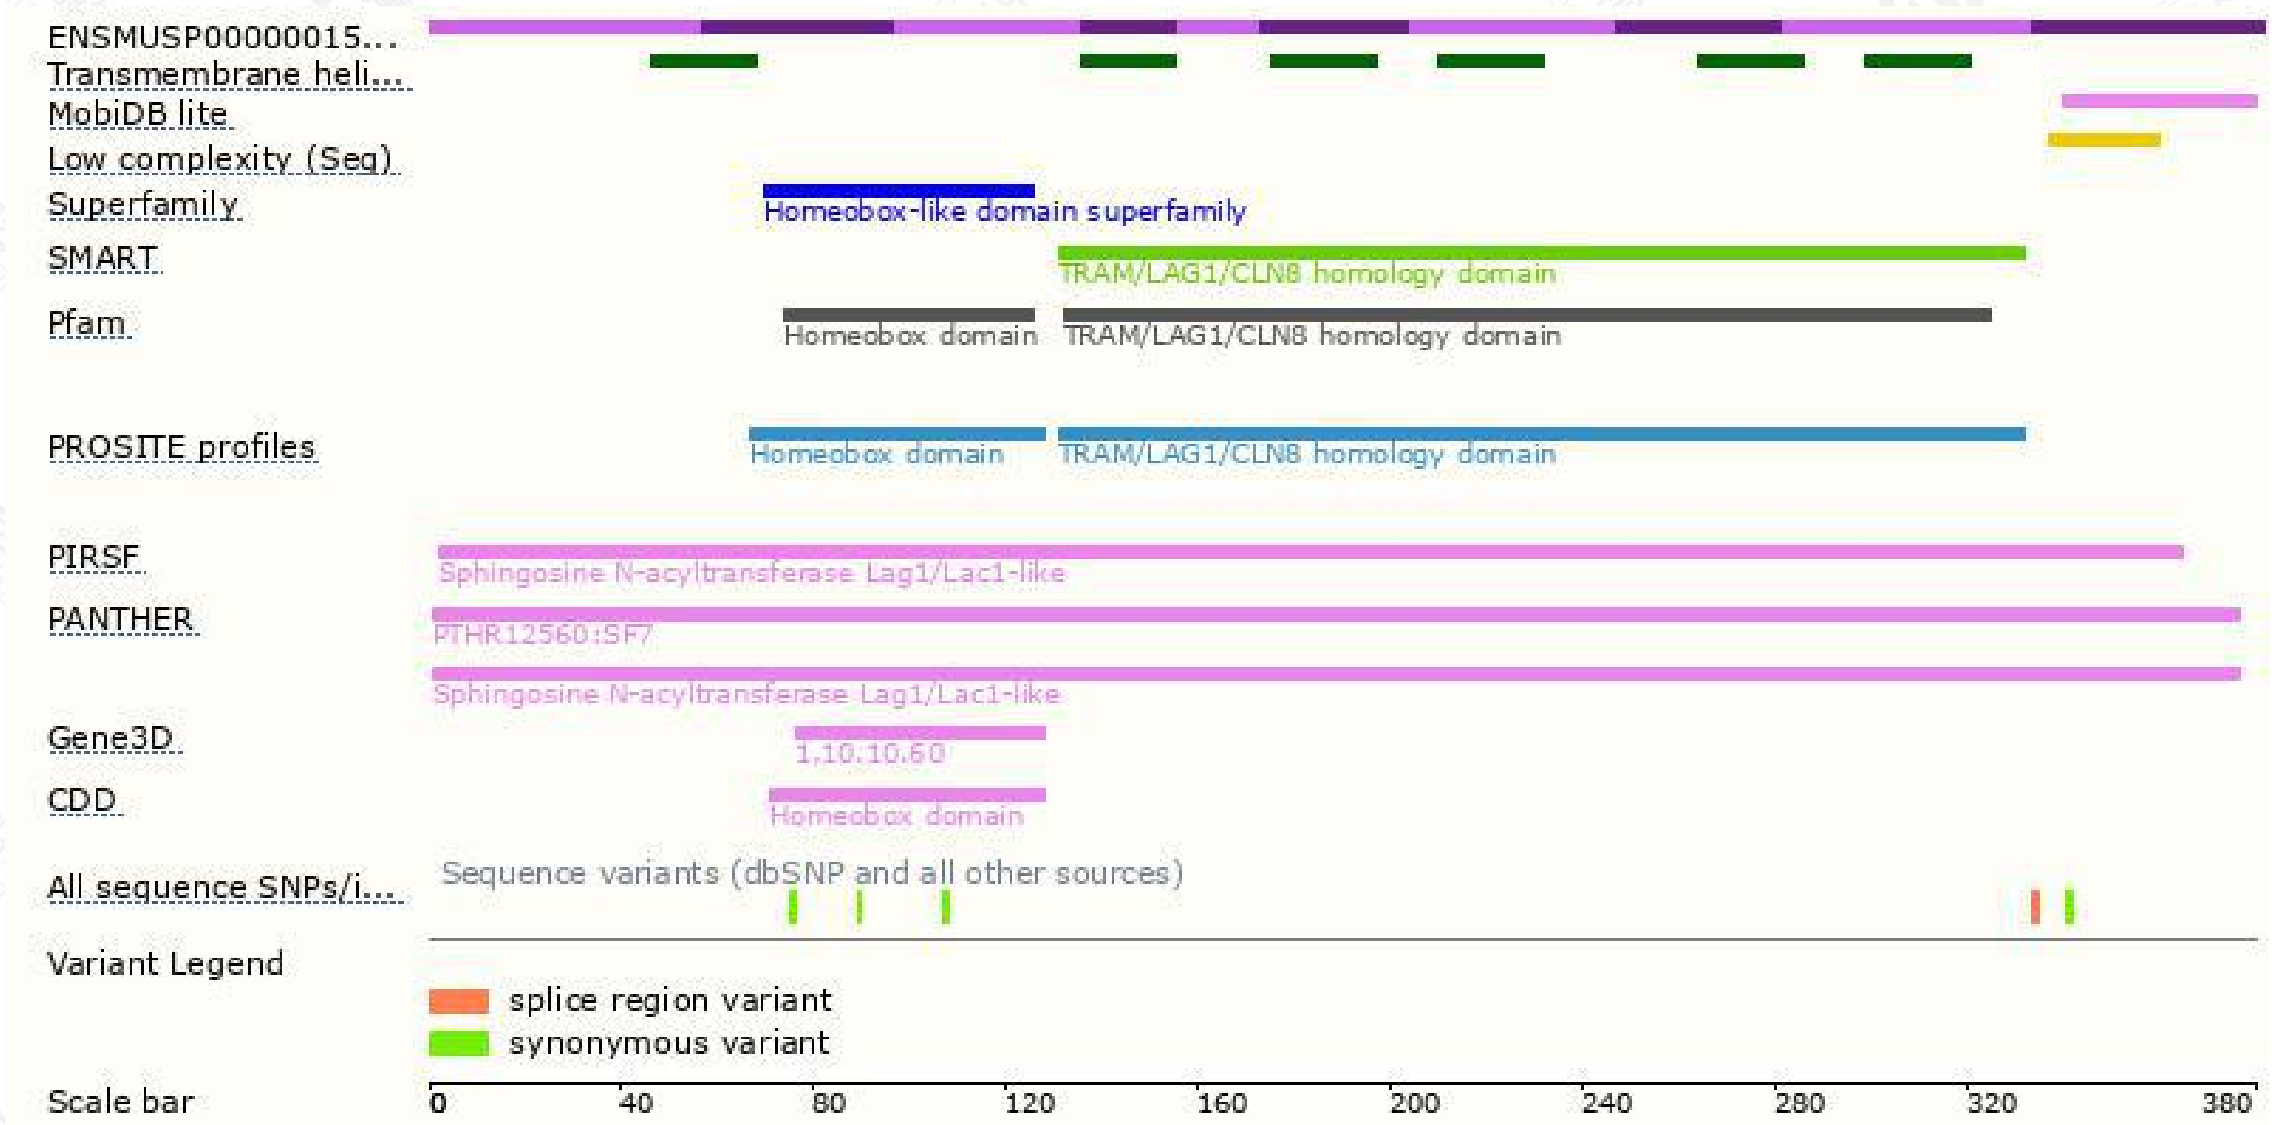 ENSMUSP00000015...
Transmembrane heli...
MobiDB lite
Low complexity (Seg)
Superfamily
Homeobox-like domain superfamily
SMART
TRAM/LAG1/CLN8 homology domain
Pfam
Homeobox domain TRAM/LAG1/CLN8 homology domain
PROSITE profiles
Homeobox domain TRAM/LAG1/CLN8 homology domain
PIRSF
Sphingosine N-acyltransferase Lag1/Lac1-like
PANTHER
PTHR12560:SF7
Sphingosine N-acyltransferase Lag1/Lac1-like
Gene3D
1.10.10.60
CDD
Homeobox domain
Sequence variants (dbSNP and all other sources)
All sequence SNPs/i...
Variant Legend
splice region variant
synonymous variant
Scale bar 0 40 80 120 160 200 240 280 320 380